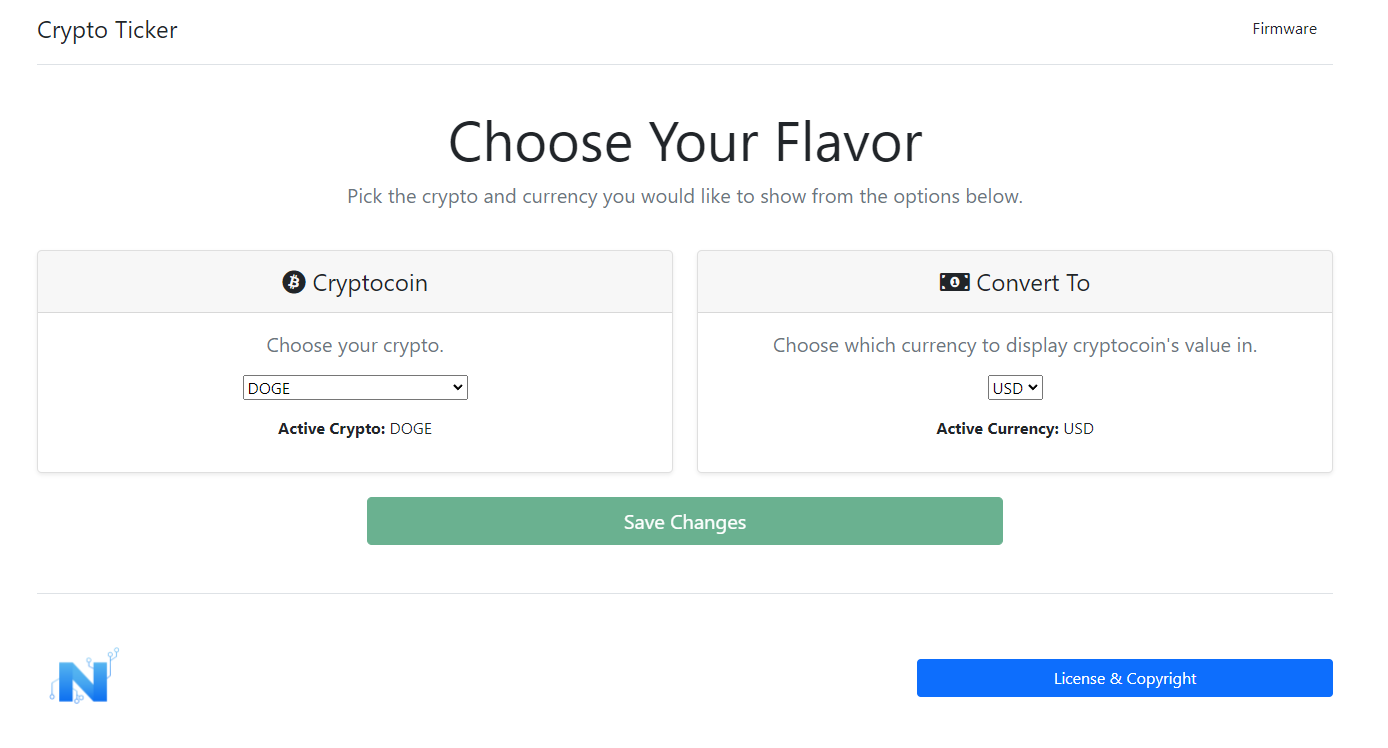 Crypto Ticker
Firmware
Choose Your Flavor
Pick the crypto and currency you would like to show from the options below.
Cryptocoin
Choose your crypto.
DOGE
Active Crypto: DOGE
Convert To
Choose which currency to display cryptocoin's value in.
USD
Active Currency: USD
Save Changes
N
License & Copyright